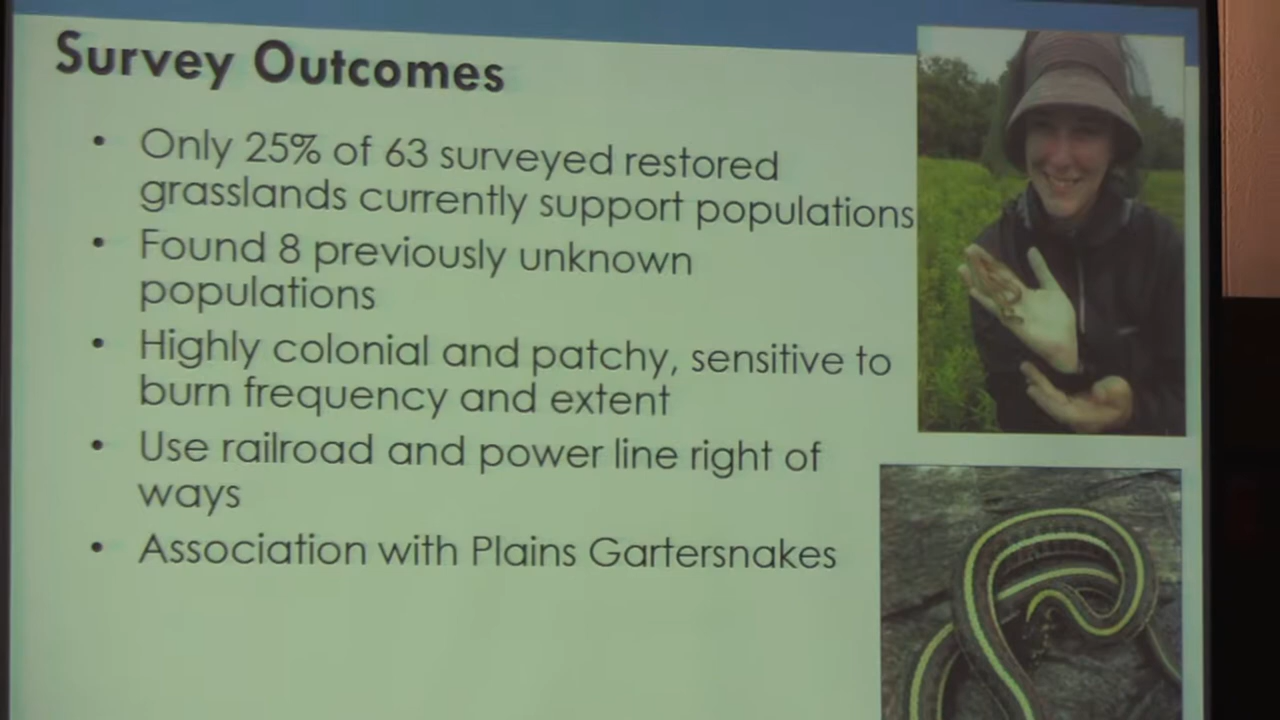 Survey Outcomes
• Only 25% of 63 surveyed restored
grasslands currently support populations
• Found 8 previously unknown
populations
• Highly colonial and patchy, sensitive to
burn frequency and extent
• Use railroad and power line right of
ways
• Association with Plains Gartersnakes